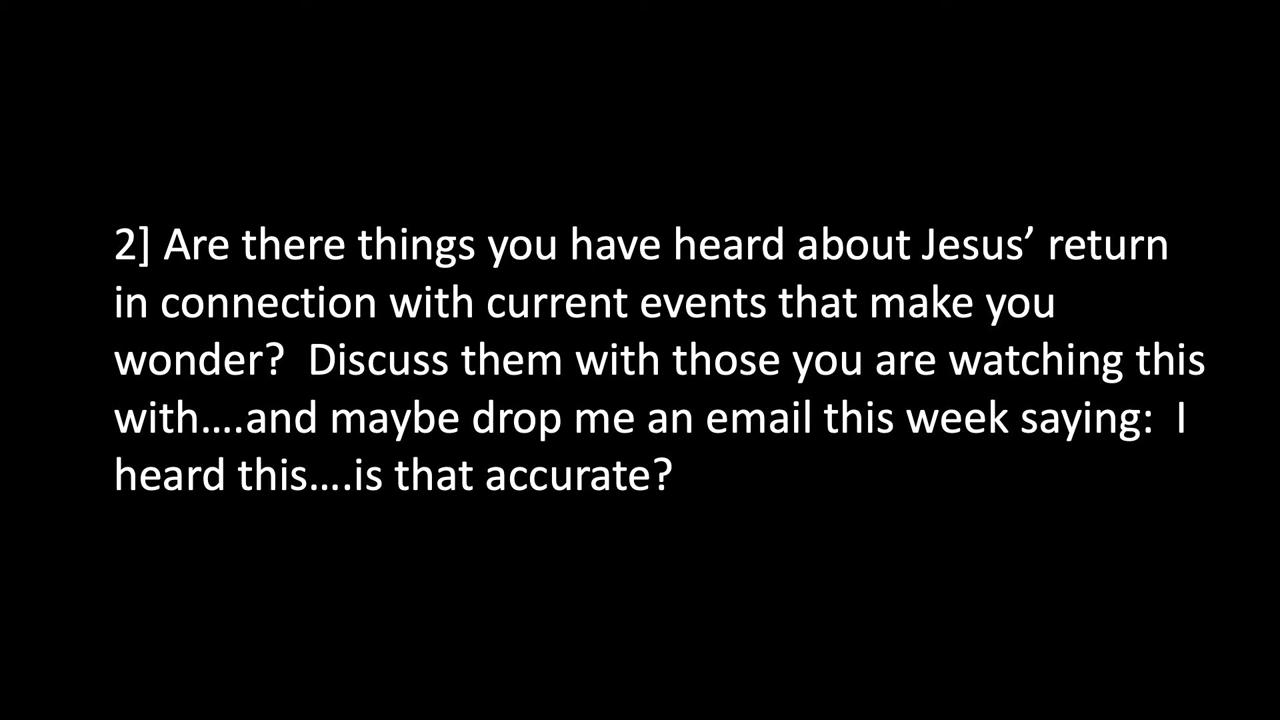 2] Are there things you have heard about Jesus’ return
in connection with current events that make you
wonder?  Discuss them with those you are watching this
with….and maybe drop me an email this week saying:  I
heard this….is that accurate?